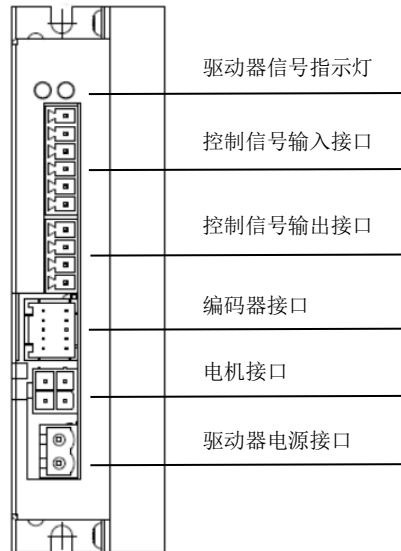 驱动器信号指示灯
控制信号输入接口
控制信号输出接口
编码器接口
电机接口
驱动器电源接口